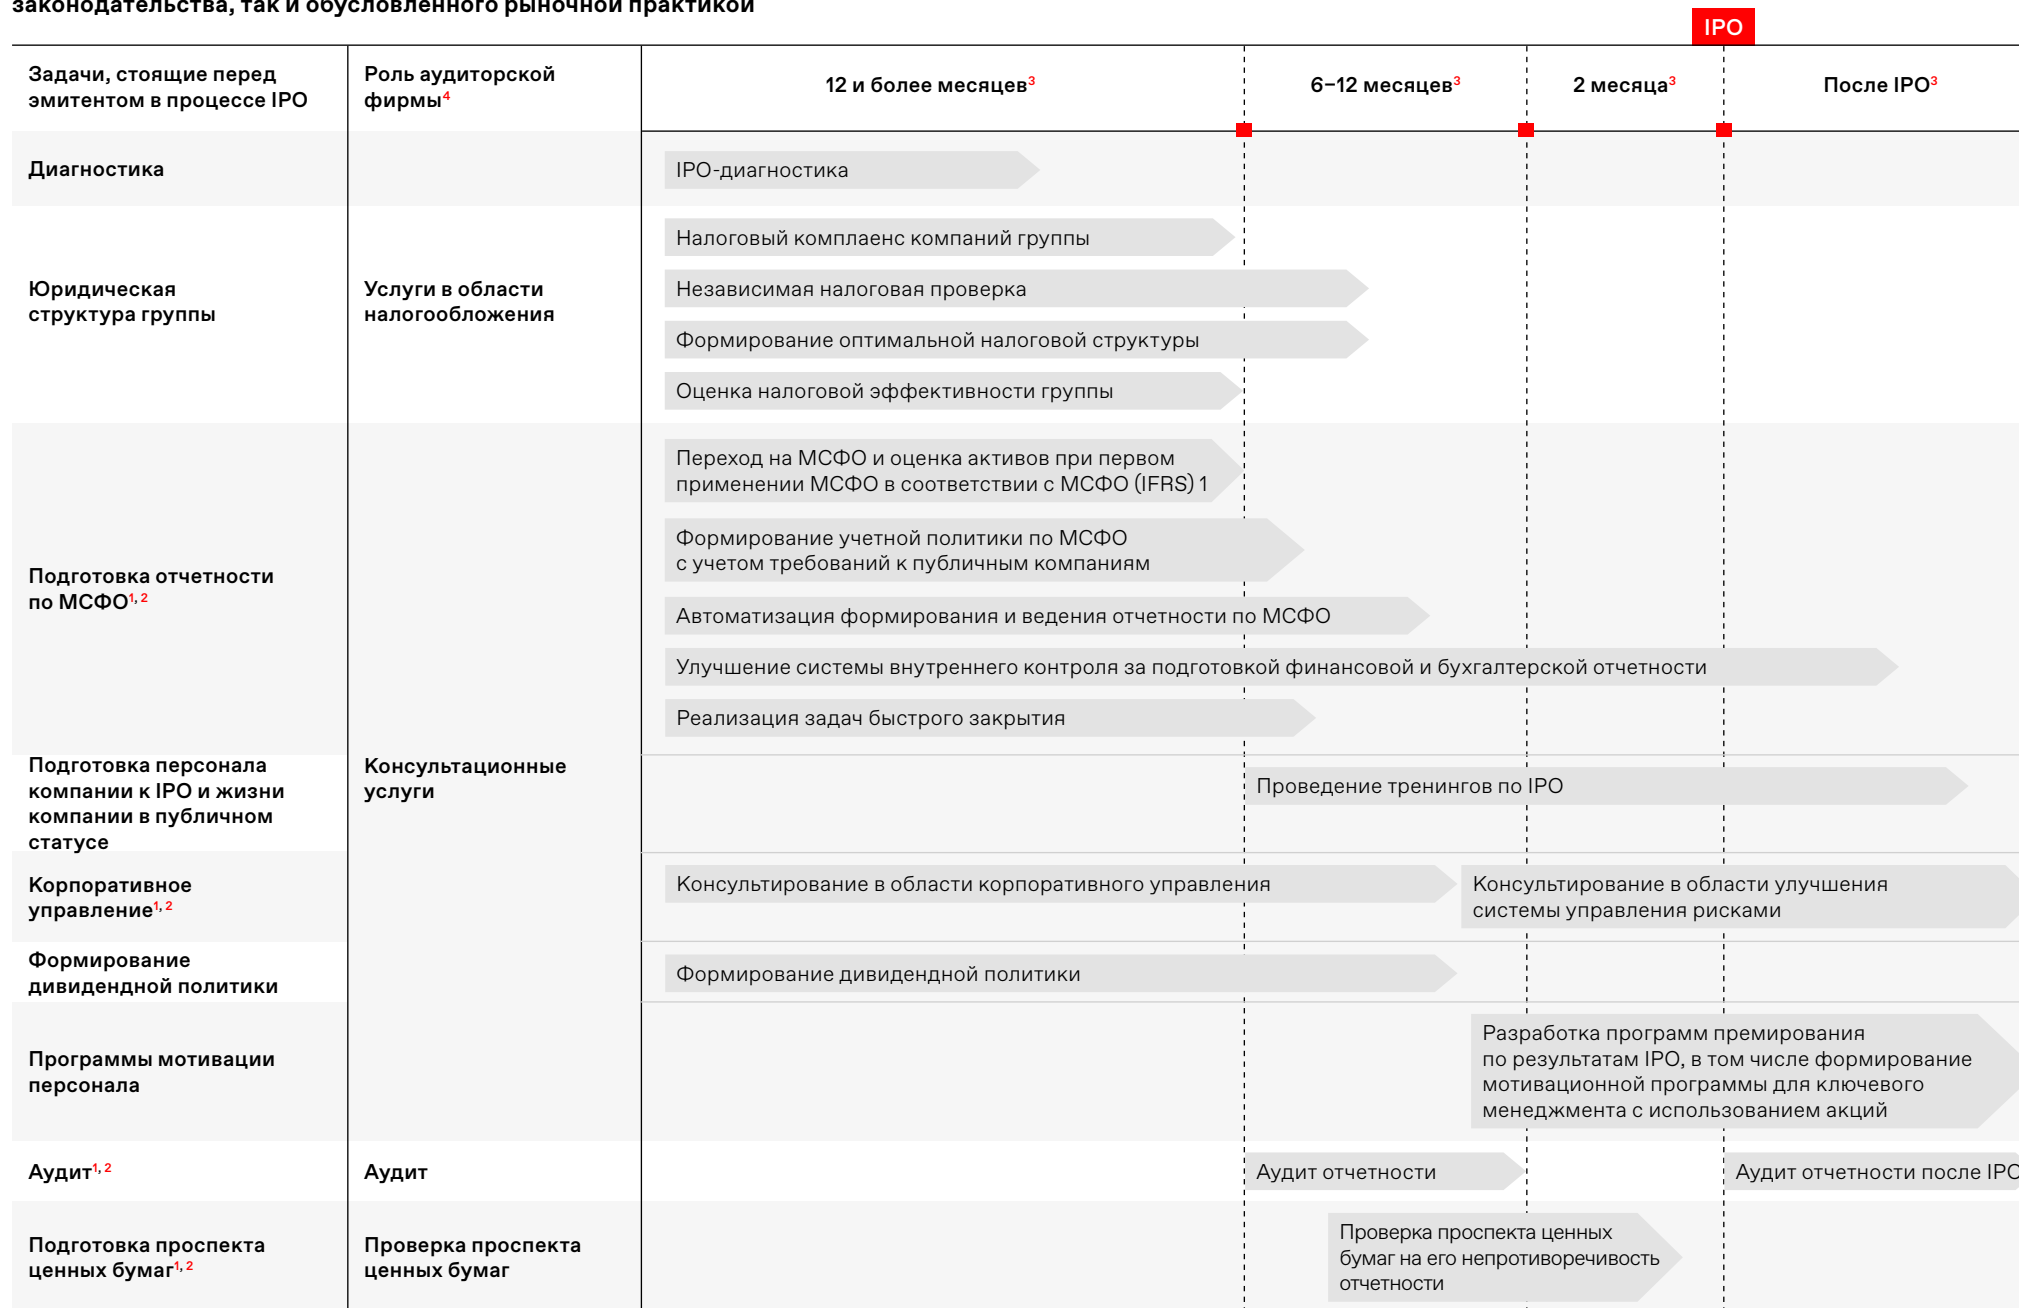 законодательства, так и обусловленного рыночной практикой
IPO
Задачи, стоящие перед
эмитентом в процессе IPO
Роль аудиторской
фирмы4
12 и более месяцев3
6–12 месяцев3
2 месяца3
После IPO3
Диагностика
IPO-диагностика
Юридическая
структура группы
Услуги в области
налогообложения
Налоговый комплаенс компаний группы
Независимая налоговая проверка
Формирование оптимальной налоговой структуры
Оценка налоговой эффективности группы
Подготовка отчетности
по МСФО1, 2
Консультационные
услуги
Переход на МСФО и оценка активов при первом
применении МСФО в соответствии с МСФО (IFRS) 1
Формирование учетной политики по МСФО
с учетом требований к публичным компаниям
Автоматизация формирования и ведения отчетности по МСФО
Улучшение системы внутреннего контроля за подготовкой финансовой и бухгалтерской отчетности
Реализация задач быстрого закрытия
Подготовка персонала
компании к IPO и жизни
компании в публичном
статусе
Проведение тренингов по IPO
Корпоративное
управление1, 2
Консультирование в области корпоративного управления
Консультирование в области улучшения
системы управления рисками
Формирование
дивидендной политики
Формирование дивидендной политики
Программы мотивации
персонала
Разработка программ премирования
по результатам IPO, в том числе формирование
мотивационной программы для ключевого
менеджмента с использованием акций
Аудит1, 2
Аудит
Аудит отчетности
Аудит отчетности после IPO
Подготовка проспекта
ценных бумаг1, 2
Проверка проспекта
ценных бумаг
Проверка проспекта ценных
бумаг на его непротиворечивость
отчетности